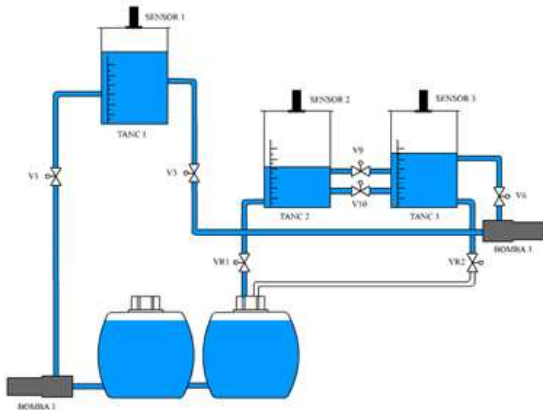 SENSOR 1
SENSOR 2
SENSOR 3
TANC 1
V9
V3
V3
V10
V6
TANC 2
TANC 3
BOMBA 3
VR1
VR2
BOMBA 1